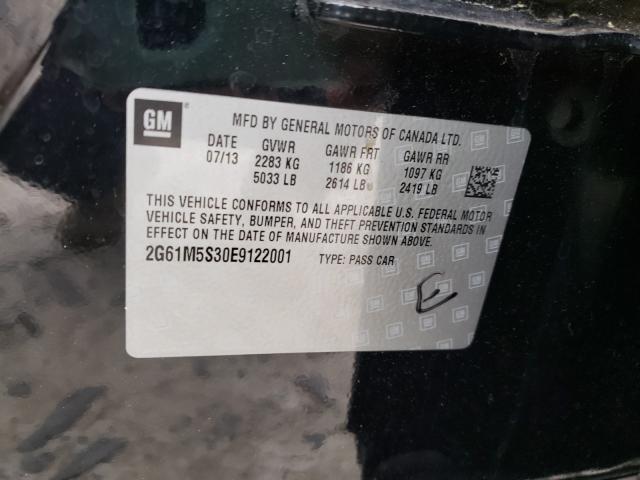 GM
MFD BY GENERAL MOTORS OF CANADA LTD.
DATE GVWR GAWR FRT GAWR RR
07/13 2283 KG 1186 KG 1097 KG
5033 LB 2614 LB 2419 LB
THIS VEHICLE CONFORMS TO ALL APPLICABLE U.S. FEDERAL MOTOR
VEHICLE SAFETY, BUMPER, AND THEFT PREVENTION STANDARDS IN
EFFECT ON THE DATE OF MANUFACTURE SHOWN ABOVE.
2G61M5S30E9122001 TYPE: PASS CAR
E